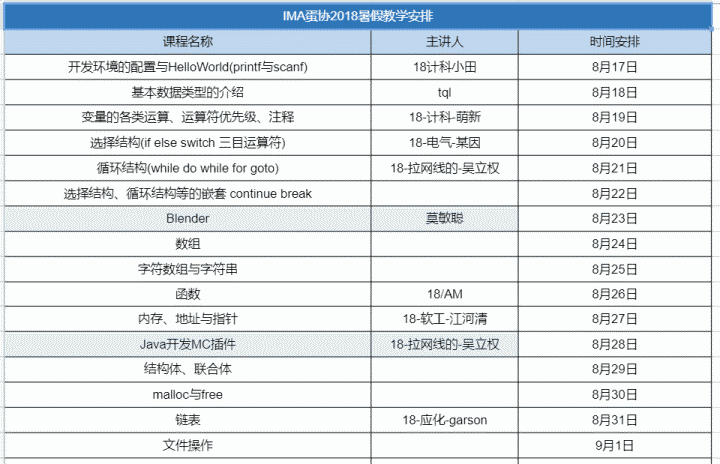 IMA蛋协2018暑假教学安排
课程名称 主讲人 时间安排
开发环境的配置与HelloWorld(printf与scanf) 18计科小田 8月17日
基本数据类型的介绍 tql 8月18日
变量的各类运算、运算符优先级、注释 18-计科-萌新 8月19日
选择结构(if else switch 三目运算符) 18-电气-某因 8月20日
循环结构(while do while for goto) 18-拉网线的-吴立权 8月21日
选择结构、循环结构等的嵌套 continue break 8月22日
Blender 莫敏聪 8月23日
数组 8月24日
字符数组与字符串 8月25日
函数 18/AM 8月26日
内存、地址与指针 18-软工-江河清 8月27日
Java开发MC插件 18-拉网线的-吴立权 8月28日
结构体、联合体 8月29日
malloc与free 8月30日
链表 18-应化-garson 8月31日
文件操作 9月1日